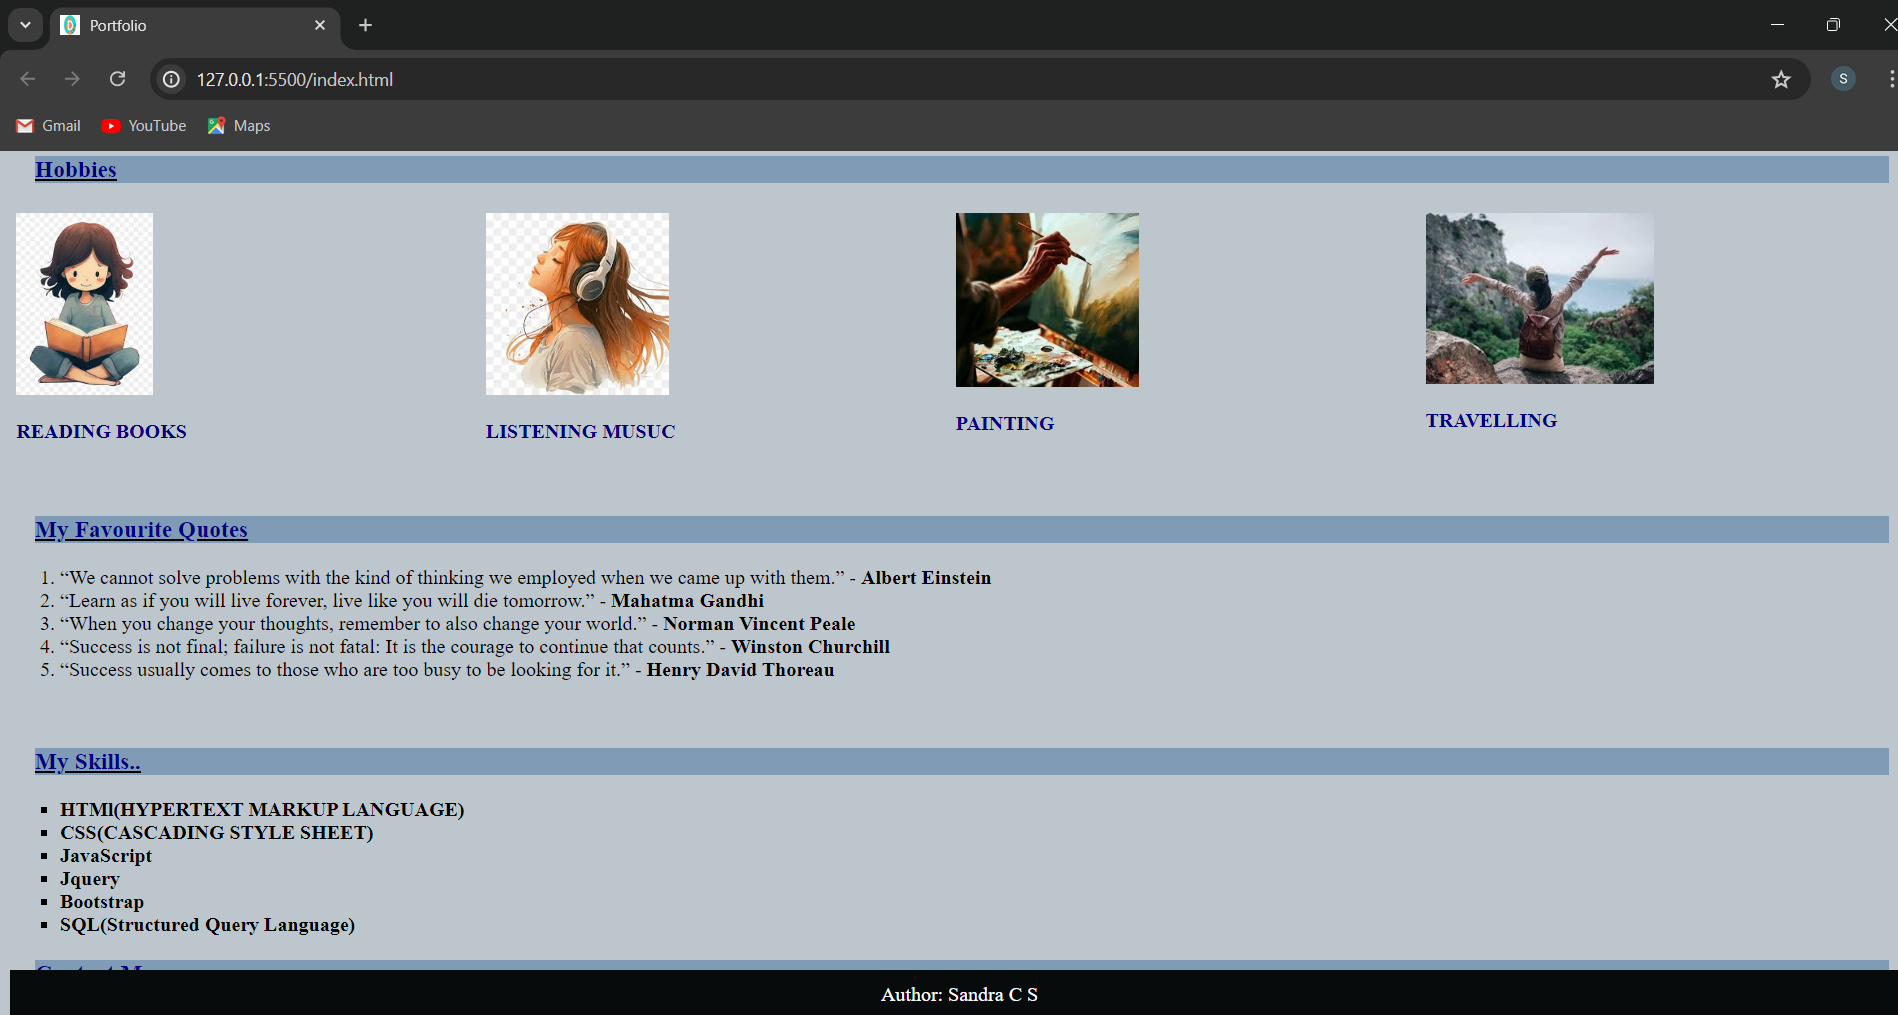 Portfolio
127.0.0.1:5500/index.html
S
Gmail YouTube Maps
Hobbies
READING BOOKS
LISTENING MUSUC
PAINTING
TRAVELLING
My Favourite Quotes
1. “We cannot solve problems with the kind of thinking we employed when we came up with them.” - Albert Einstein
2. “Learn as if you will live forever, live like you will die tomorrow.” - Mahatma Gandhi
3. “When you change your thoughts, remember to also change your world.” - Norman Vincent Peale
4. “Success is not final; failure is not fatal: It is the courage to continue that counts.” - Winston Churchill
5. “Success usually comes to those who are too busy to be looking for it.” - Henry David Thoreau
My Skills..
HTMl(HYPERTEXT MARKUP LANGUAGE)
CSS(CASCADING STYLE SHEET)
JavaScript
Jquery
Bootstrap
SQL(Structured Query Language)
Author: Sandra C S